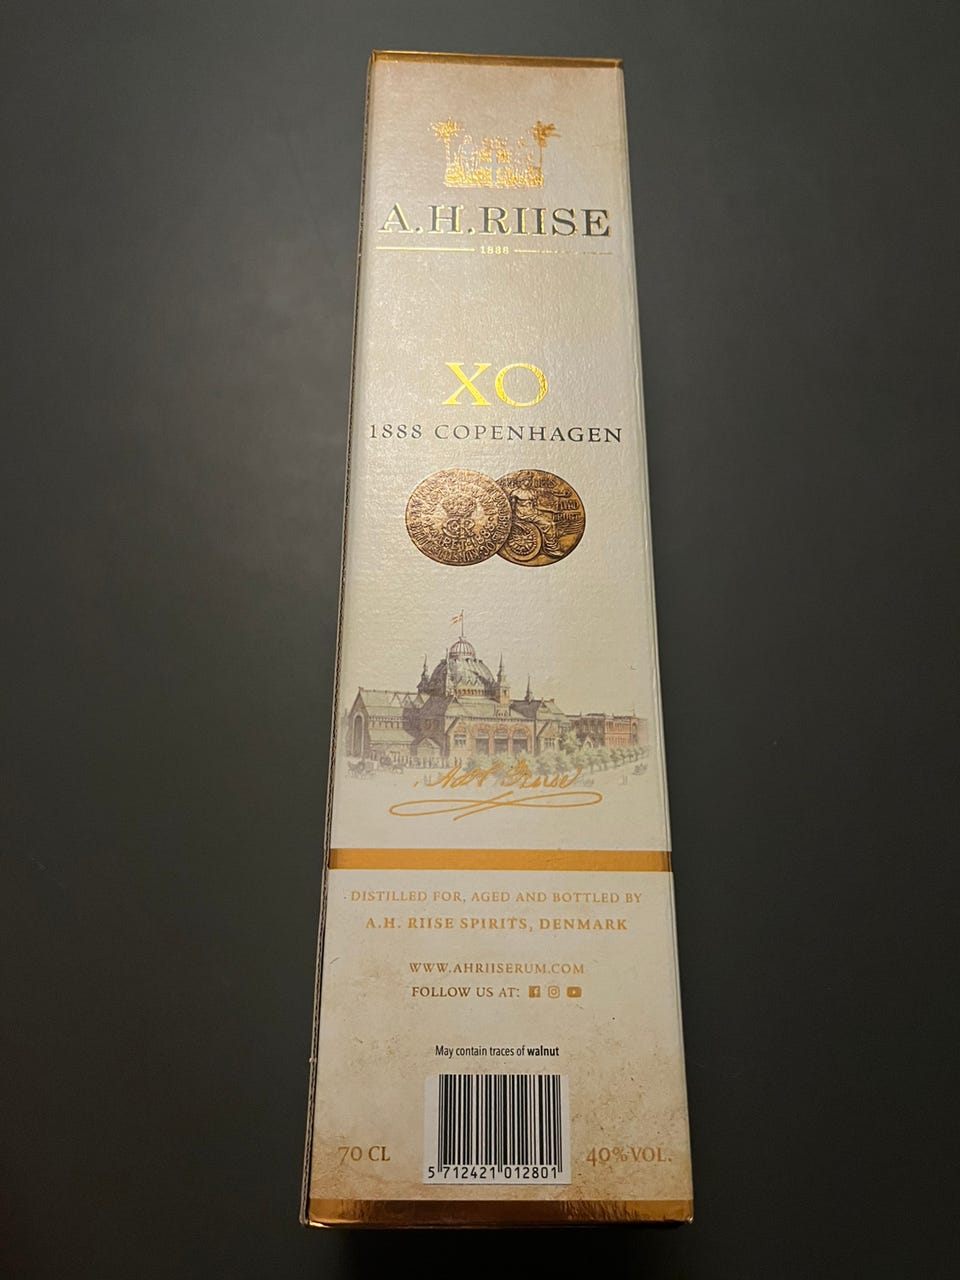 A.H.RIISE
1888
XO
1888 COPENHAGEN
DISTILLED FOR, AGED AND BOTTLED BY
A.H. RIISE SPIRITS, DENMARK
WWW.AHRIISERUM.COM
FOLLOW US AT:
May contain traces of walnut
70 CL
5 712421 012801
40% VOL.